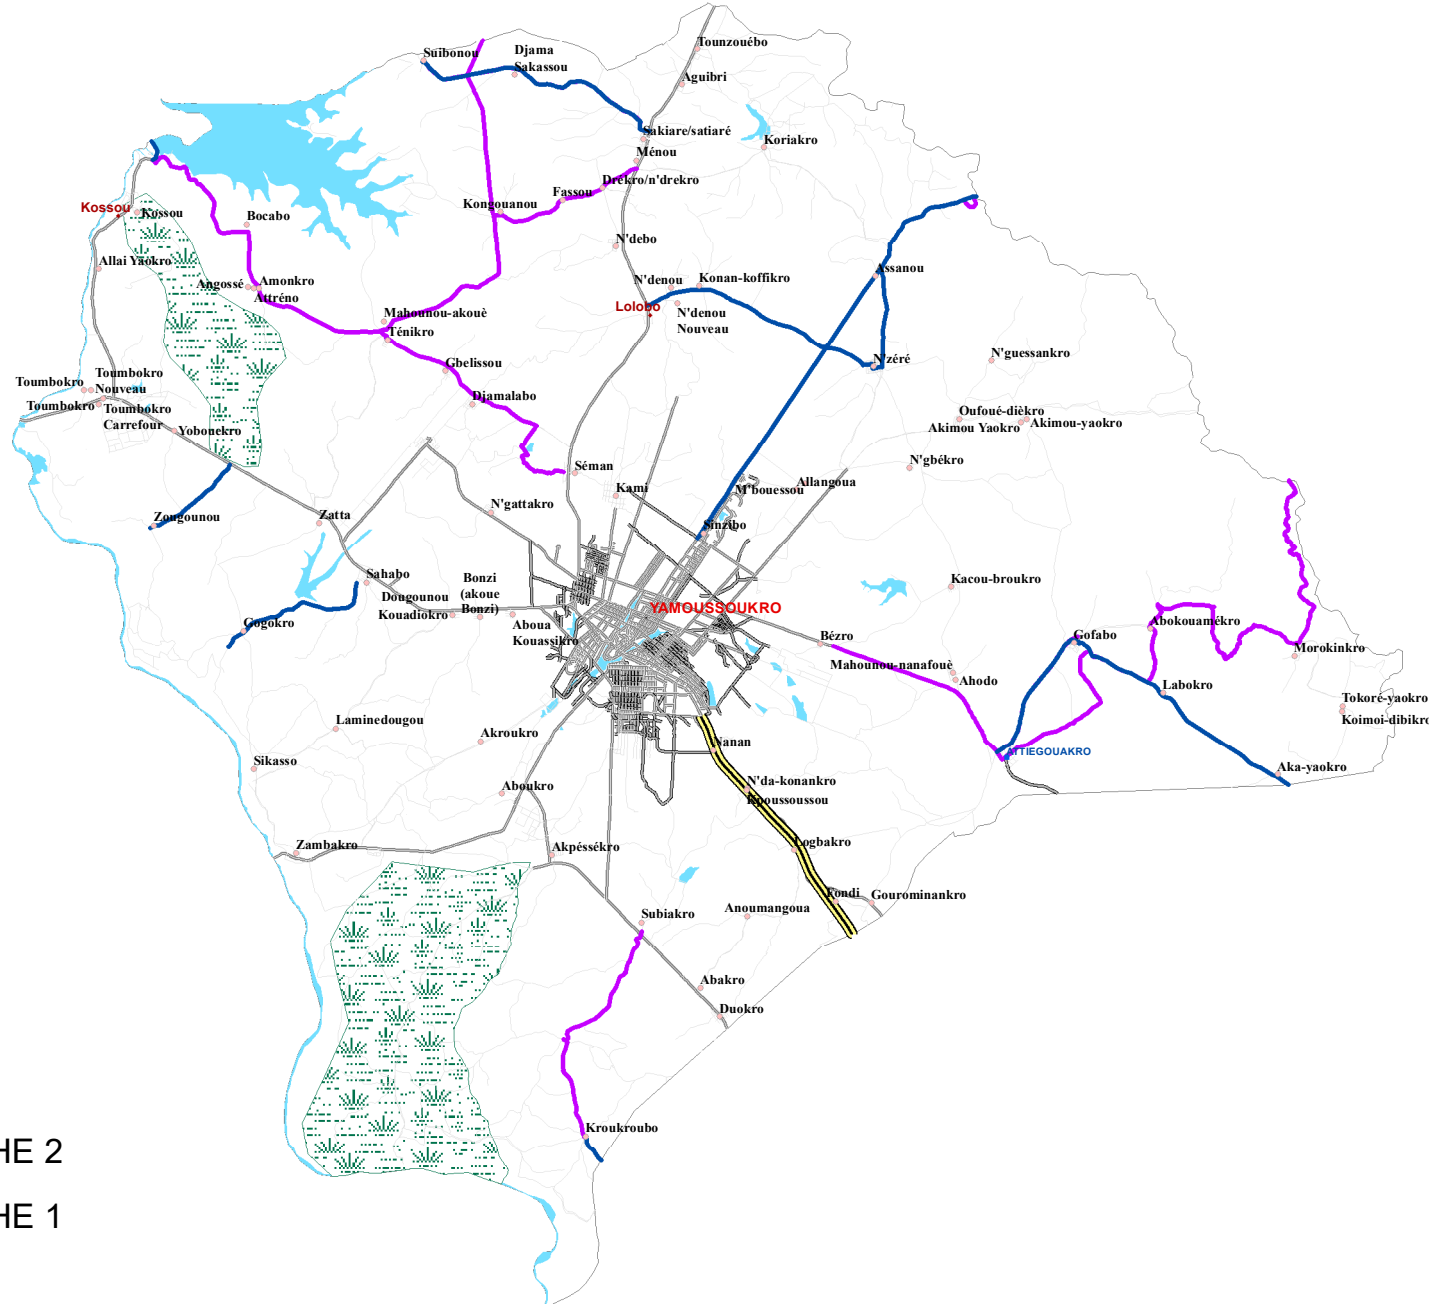 Tounzouébo
Suibonou
Djama
Sakassou
Aguibri
Sakiare/satiaré
Koriakro
Ménou
Drékro/n'drekro
Fassou
Kongouanou
Kossou
Kossou
Bocabo
N'debo
Allai Yaokro
Assanou
Angossé
Amonkro
Attréno
N'denou
Konan-koffikro
Lolobo
N'denou
Nouveau
Mahounou-akouè
Ténikro
Gbelissou
N'zéré
N'guessankro
Toumbokro
Toumbokro
Nouveau
Djamalabo
Toumbokro
Toumbokro
Carrefour
Yobouekro
Oufoué-dièkro
Akimou Yaokro
Akimou-yaokro
Séman
N'gbékro
Kami
M'bouessou
Allangoua
N'gattakro
Zougounou
Zatta
Sinzibo
Sahabo
Bonzi
(akoue
Bonzi)
Dougounou
Kouadiokro
Kacou-broukro
YAMOUSSOUKRO
Gogokro
Aboua
Kouassikro
Bézro
Gofabo
Abokouamékro
Morokinkro
Mahounou-nanafouè
Ahodo
Labokro
Tokoré-yaokro
Koimoi-dibikro
Laminedougou
Akroukro
Nanan
ATTIEGOUAKRO
Sikasso
Aka-yaokro
Aboukro
N'da-konankro
Kpoussoussou
Zambakro
Akpéssékro
Logbakro
Fondi
Gourominankro
Subiakro
Anoumangoua
Abakro
Duokro
Kroukroubo
HE 2
HE 1